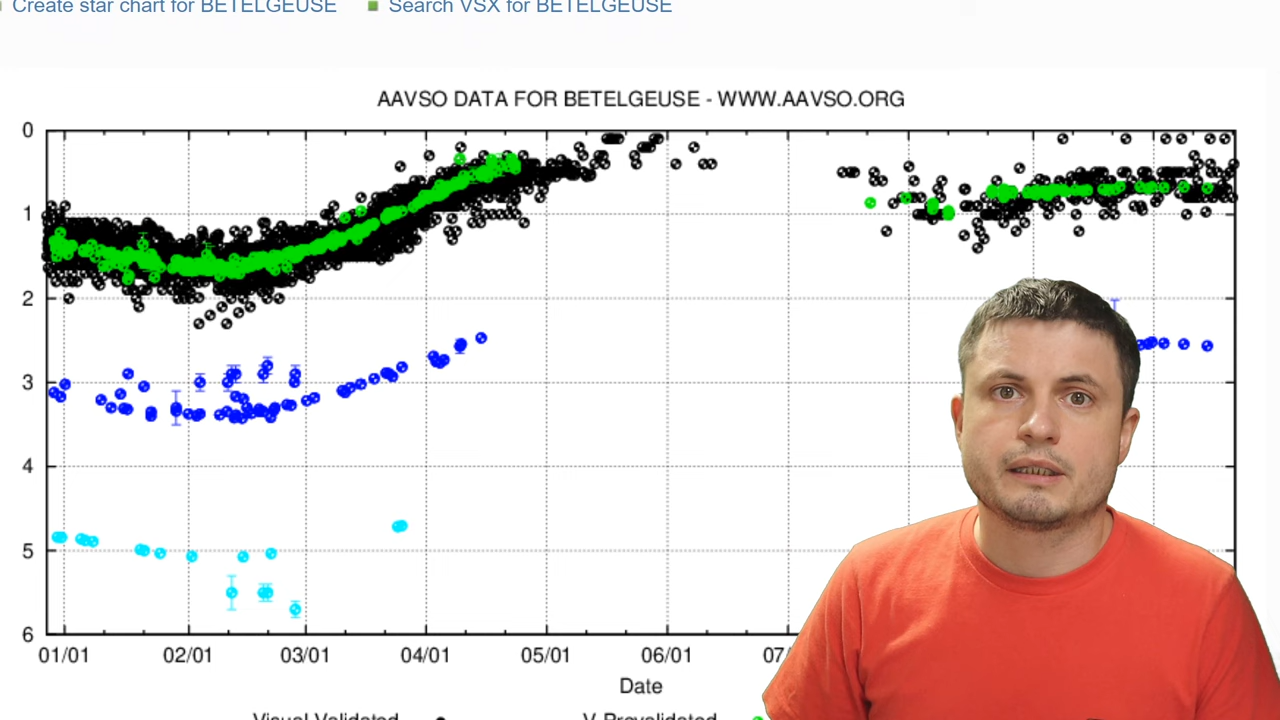 Create star chart for BETELGEUSE Search VSX for BETELGEUSE
AAVSO DATA FOR BETELGEUSE - WWW.AAVSO.ORG
0
1
2
3
4
5
6
01/01 02/01 03/01 04/01 05/01 06/01 07/
Date
Visual Validated V Prevalidated